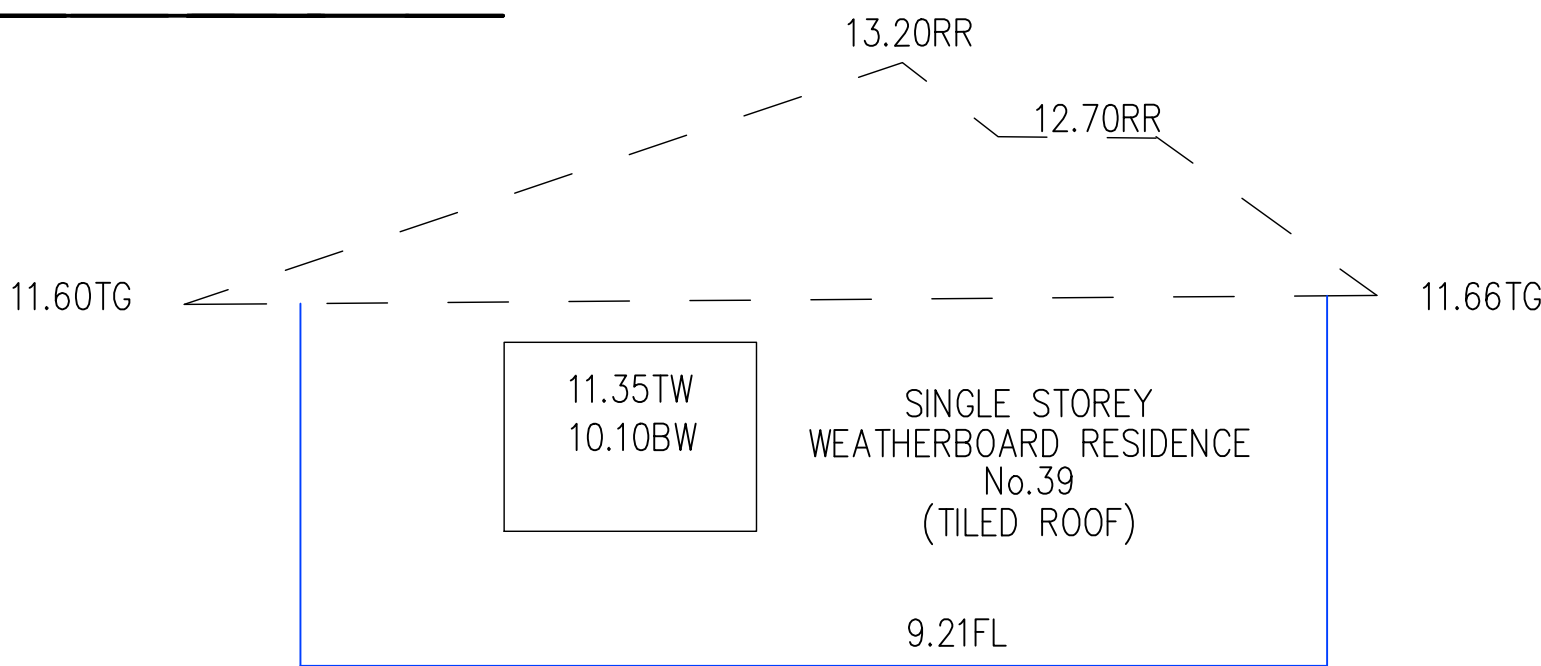 13.20RR
12.70RR
11.60TG
11.66TG
11.35TW
10.10BW
SINGLE STOREY
WEATHERBOARD RESIDENCE
No.39
(TILED ROOF)
9.21FL